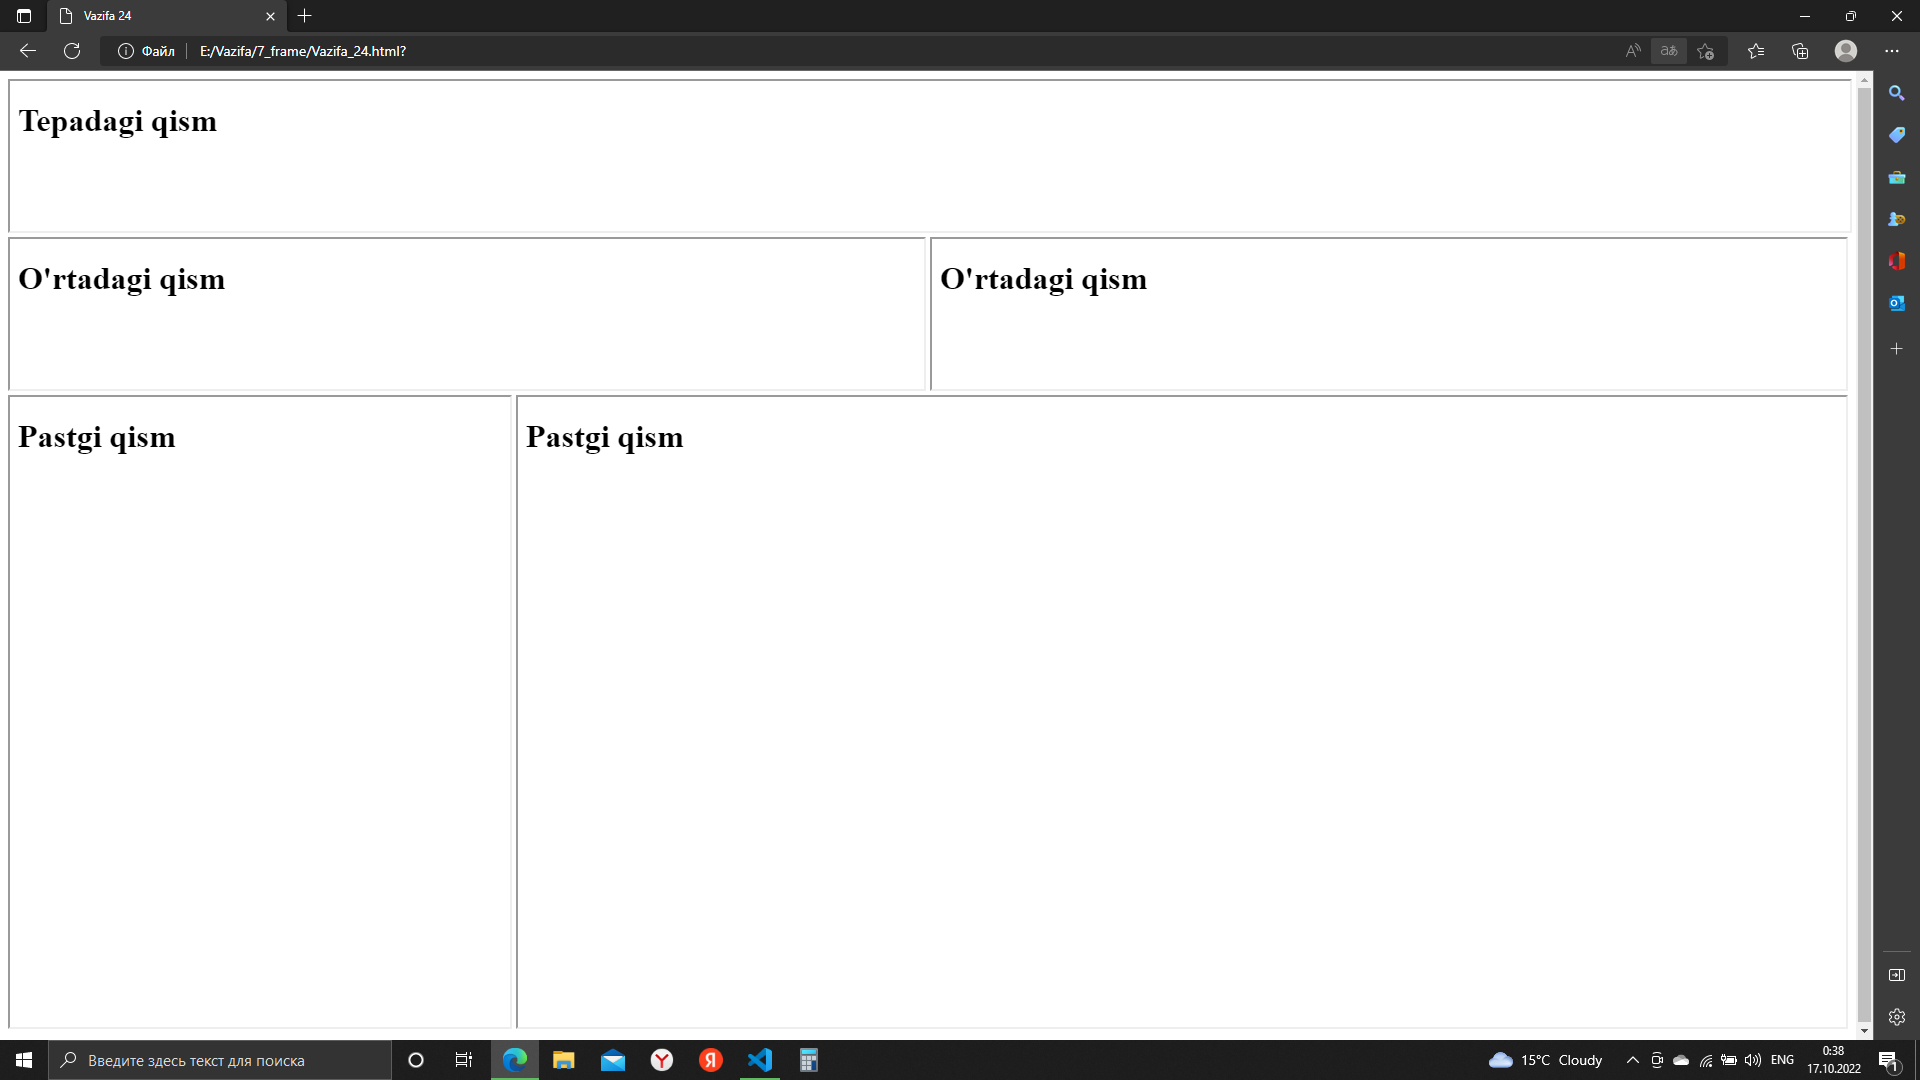 Vazifa 24
Файл
E:/Vazifa/7_frame/Vazifa_24.html?
Tepadagi qism
O'rtadagi qism
O'rtadagi qism
Pastgi qism
Pastgi qism
Введите здесь текст для поиска
15°C Cloudy
ENG
0:38
17.10.2022
1